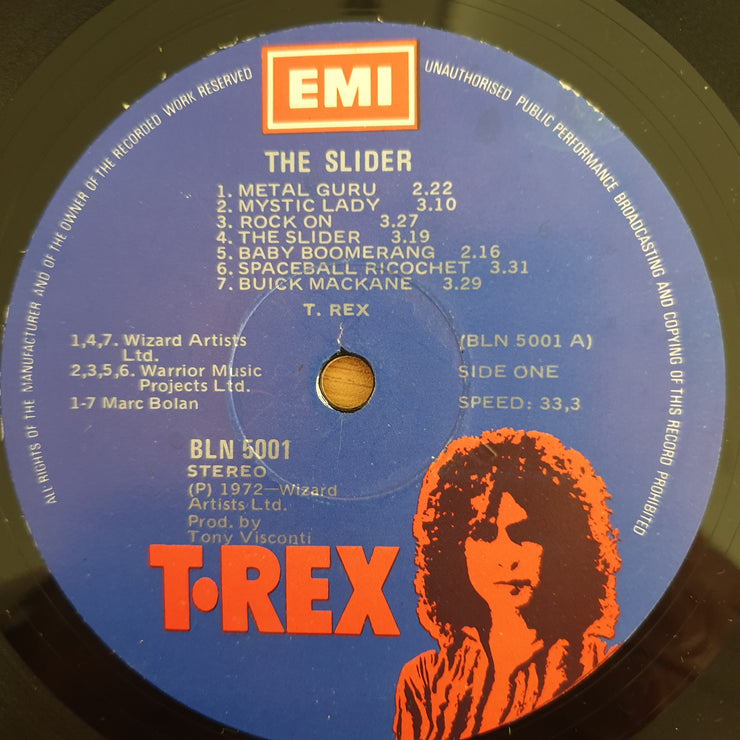 EMI
ALL RIGHTS OF THE MANUFACTURER AND OF THE OWNER OF THE RECORDED WORK RESERVED
UNAUTHORISED PUBLIC PERFORMANCE BROADCASTING AND COPYING OF THIS RECORD PROHIBITED
THE SLIDER
1. METAL GURU 2.22
2. MYSTIC LADY 3.10
3. ROCK ON 3.27
4. THE SLIDER 3.19
5. BABY BOOMERANG 2.16
6. SPACEBALL RICOCHET 3.31
7. BUICK MACKANE 3.29
T. REX
1,4,7. Wizard Artists
Ltd.
2,3,5,6. Warrior Music
Projects Ltd.
1-7 Marc Bolan
(BLN 5001 A)
SIDE ONE
SPEED: 33,3
BLN 5001
STEREO
(P) 1972—Wizard
Artists Ltd.
Prod. by
Tony Visconti
T•REX